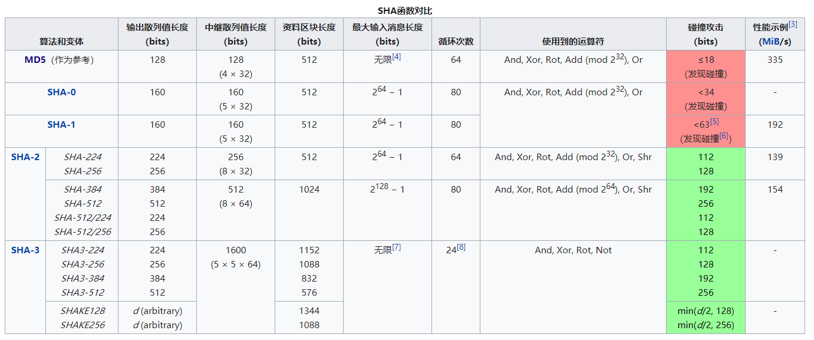 SHA函数对比
算法和变体 输出散列值长度 (bits) 中继散列值长度 (bits) 资料区块长度 (bits) 最大输入消息长度 (bits) 循环次数 使用到的运算符 碰撞攻击 (bits) 性能示例[3] (MiB/s)
MD5（作为参考） 128 128 (4 × 32) 512 无限[4] 64 And, Xor, Rot, Add (mod 2^32), Or ≤18 (发现碰撞) 335
SHA-0 160 160 (5 × 32) 512 2^64 − 1 80 And, Xor, Rot, Add (mod 2^32), Or <34 (发现碰撞) -
SHA-1 160 160 (5 × 32) 512 2^64 − 1 80 <63[5] (发现碰撞[6]) 192
SHA-2 SHA-224 224 256 (8 × 32) 512 2^64 − 1 64 And, Xor, Rot, Add (mod 2^32), Or, Shr 112 139
SHA-256 256 128
SHA-384 384 512 (8 × 64) 1024 2^128 − 1 80 And, Xor, Rot, Add (mod 2^64), Or, Shr 192 154
SHA-512 512 256
SHA-512/224 224 112
SHA-512/256 256 128
SHA-3 SHA3-224 224 1600 (5 × 5 × 64) 1152 无限[7] 24[8] And, Xor, Rot, Not 112 -
SHA3-256 256 1088 128
SHA3-384 384 832 192
SHA3-512 512 576 256
SHAKE128 d (arbitrary) 1344 min(d/2, 128) -
SHAKE256 d (arbitrary) 1088 min(d/2, 256)